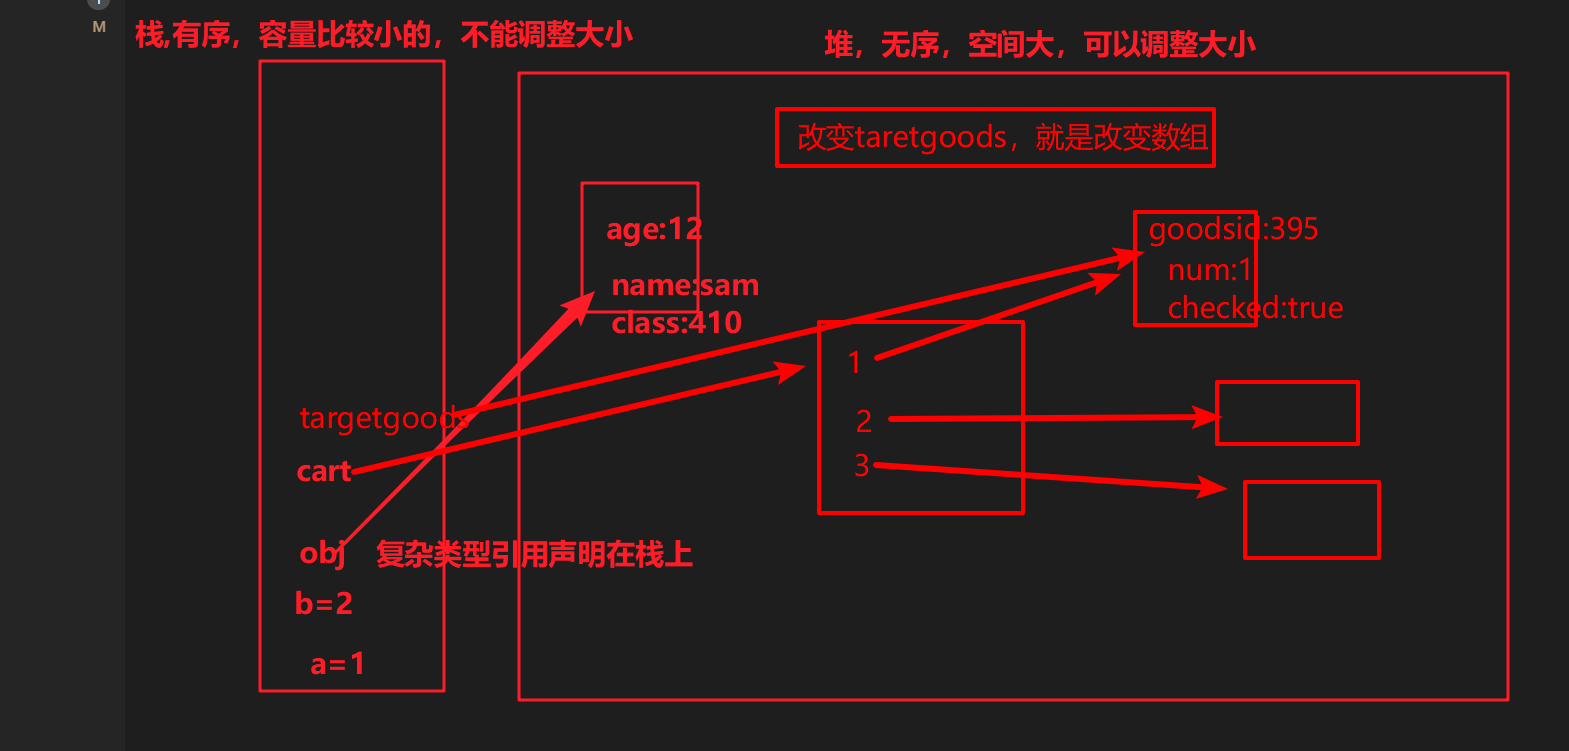 M
栈,有序，容量比较小的，不能调整大小
堆，无序，空间大，可以调整大小
改变taretgoods，就是改变数组
age:12
name:sam
class:410
goodsid:395
num:1
checked:true
1
2
3
targetgoods
cart
obj 复杂类型引用声明在栈上
b=2
a=1